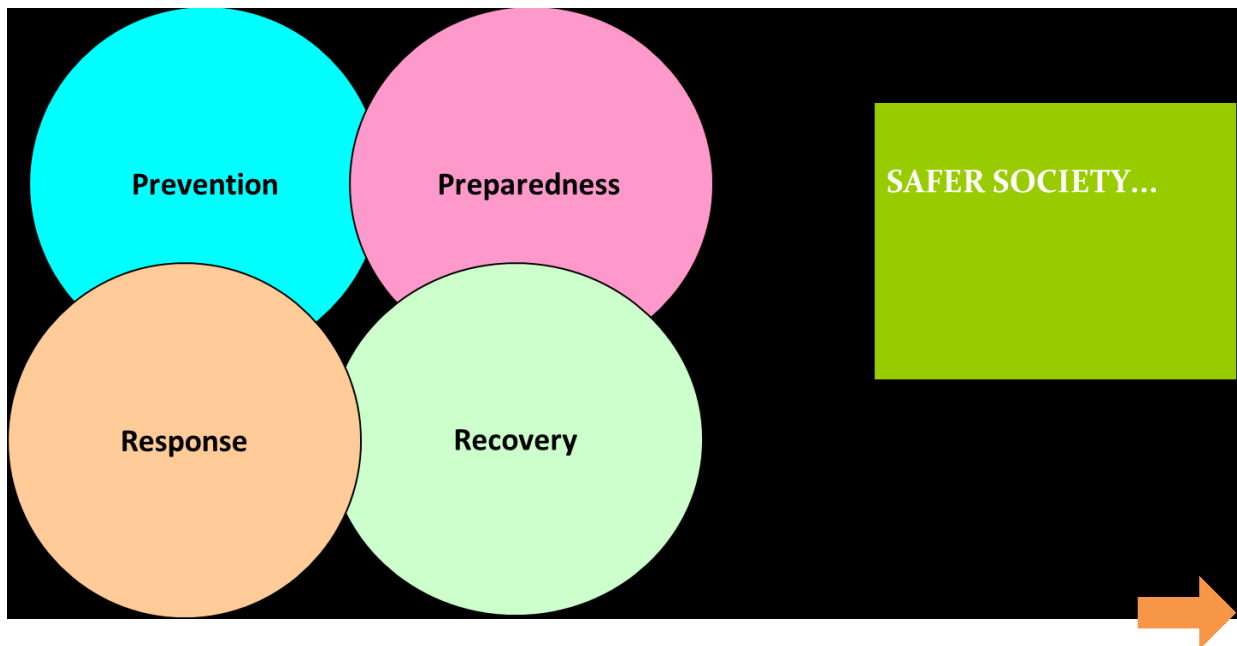 Prevention
Preparedness
SAFER SOCIETY...
Response
Recovery